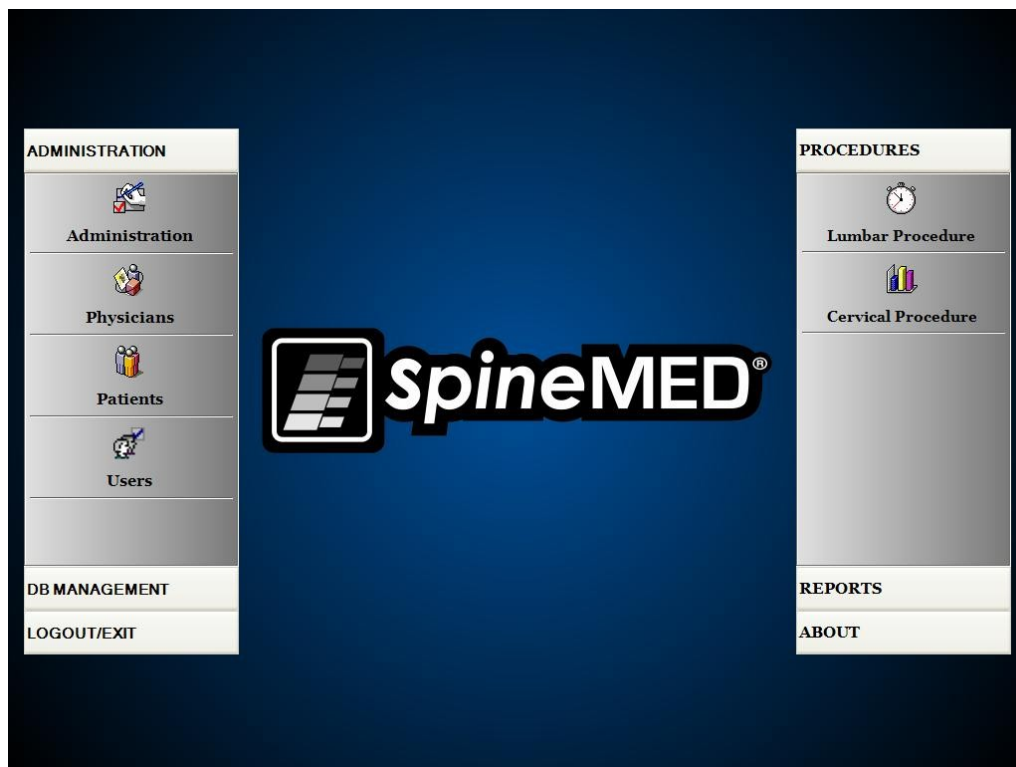 ADMINISTRATION
Administration
Physicians
Patients
Users
DB MANAGEMENT
LOGOUT/EXIT
SpineMED®
PROCEDURES
Lumbar Procedure
Cervical Procedure
REPORTS
ABOUT